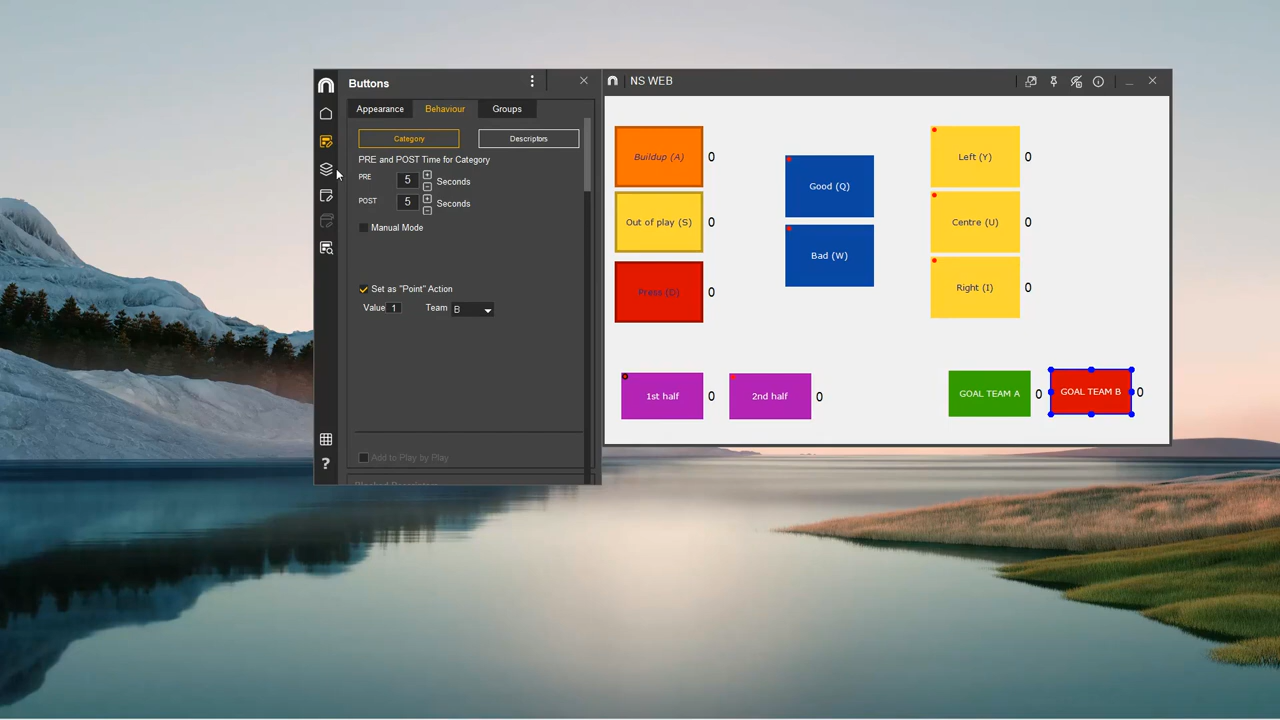 Buttons
Appearance
Behaviour
Groups
Category
Descriptors
PRE and POST Time for Category
PRE
5
Seconds
POST
5
Seconds
Manual Mode
Set as "Point" Action
Value
1
Team
B
Add to Play by Play
?
NS WEB
Buildup (A)
0
Good (Q)
Left (Y)
0
Out of play (S)
0
Bad (W)
Centre (U)
0
Press (D)
0
Right (I)
0
1st half
0
2nd half
0
GOAL TEAM A
0
GOAL TEAM B
0